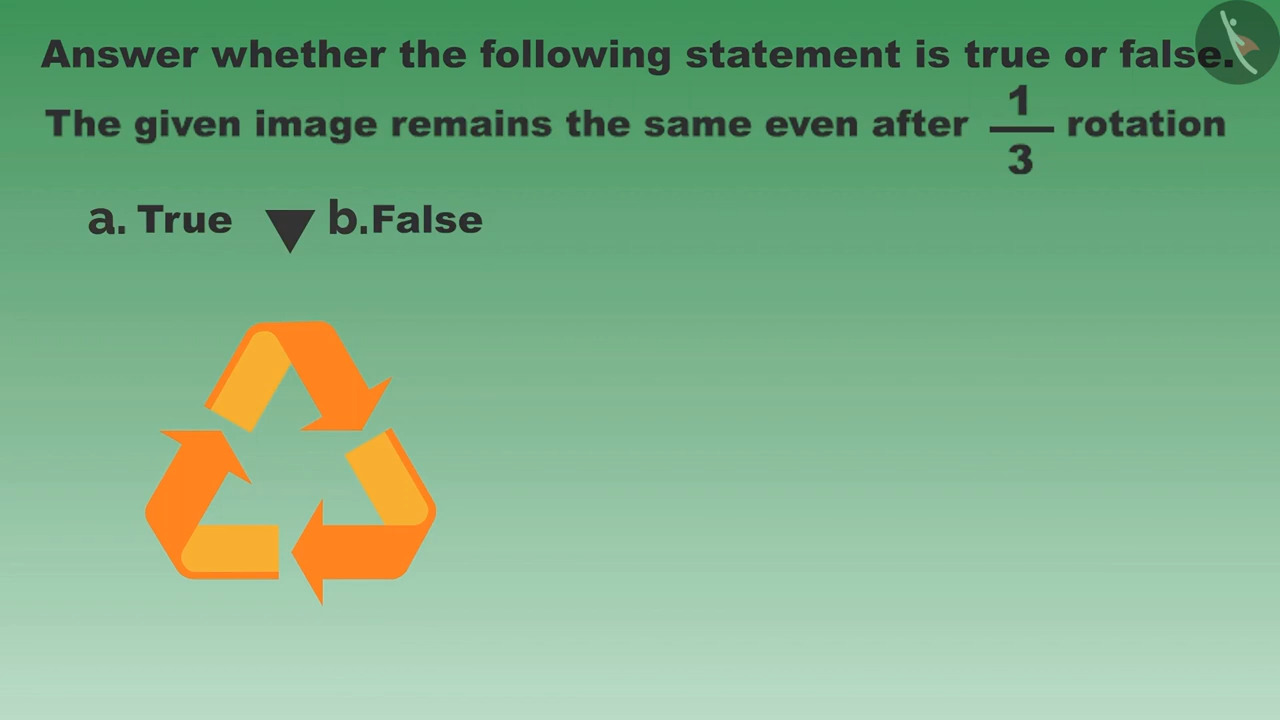 Answer whether the following statement is true or false.
The given image remains the same even after 1/3 rotation
a. True b.False